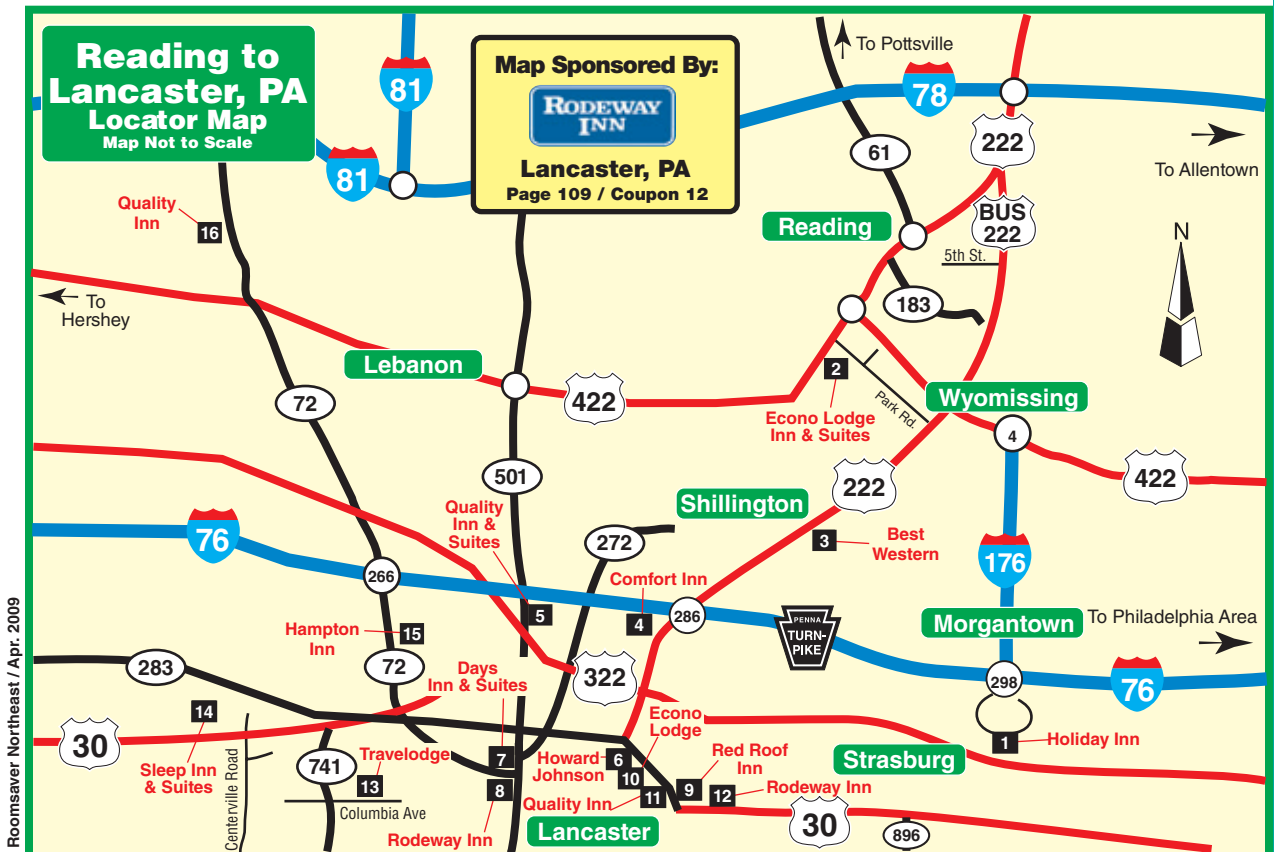 Reading to
Lancaster, PA
Locator Map
Map Not to Scale
81
81
Map Sponsored By:
RODEWAY
INN
Lancaster, PA
Page 109 / Coupon 12
To Pottsville
78
222
To Allentown
61
Quality
Inn
16
Reading
BUS
222
5th St.
N
To
Hershey
183
Lebanon
2
72
422
Econo Lodge
Inn & Suites
Park Rd.
Wyomissing
4
422
501
222
Shillington
Quality
Inn &
Suites
76
272
3
Best
Western
176
266
Comfort Inn
5
4
286
PENNA
TURN-
PIKE
Morgantown
To Philadelphia Area
Hampton
Inn
15
283
72
Days
Inn & Suites
322
298
76
14
30
Econo
Lodge
1
Holiday Inn
Sleep Inn
& Suites
Centerville Road
741
Travelodge
13
7
Howard
Johnson
6
10
Red Roof
Inn
Strasburg
Columbia Ave
8
Quality Inn
11
9
12
Rodeway Inn
Rodeway Inn
Lancaster
30
896
Roomsaver Northeast / Apr. 2009